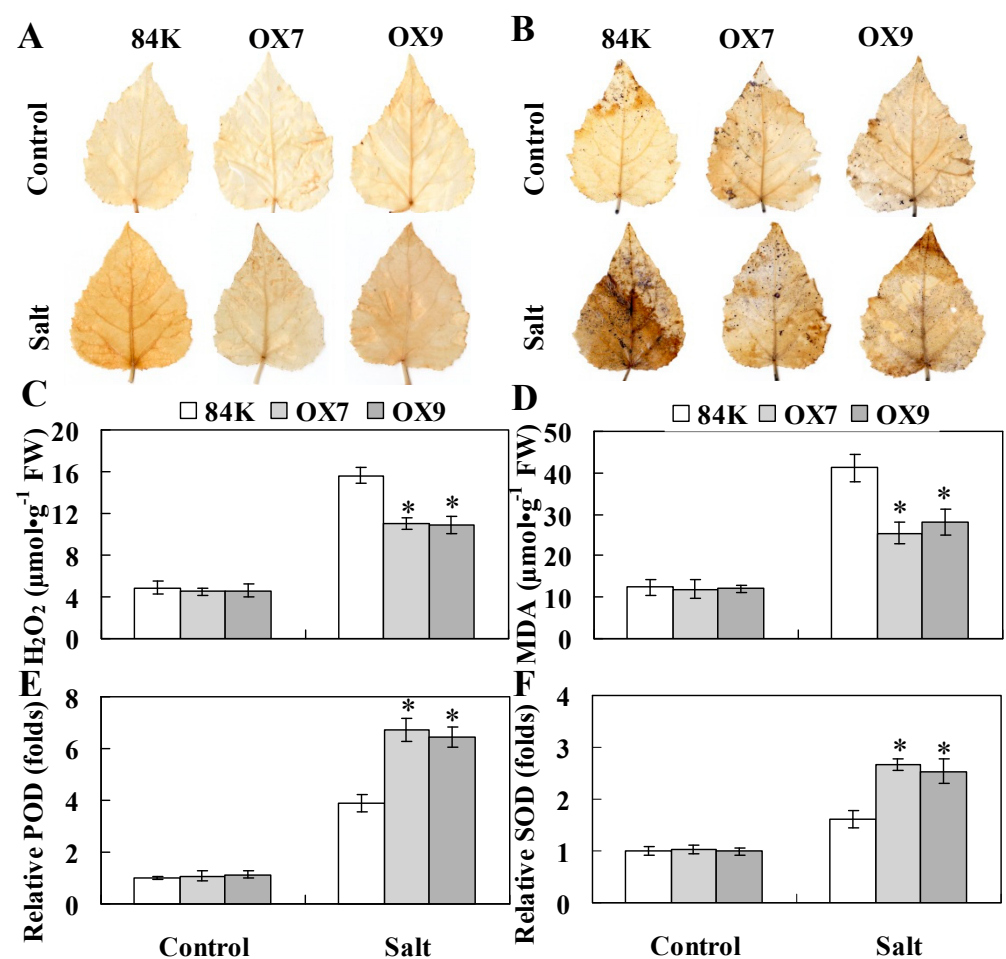 A
84K OX7 OX9
Control
Salt
B
84K OX7 OX9
Control
Salt
C
84K OX7 OX9
H₂O₂ (μmol•g⁻¹ FW)
20
16
12
8
4
0
* *
D
84K OX7 OX9
MDA (μmol•g⁻¹ FW)
50
40
30
20
10
0
* *
E
Relative POD (folds)
8
6
4
2
0
* *
Control Salt
F
Relative SOD (folds)
4
3
2
1
0
* *
Control Salt